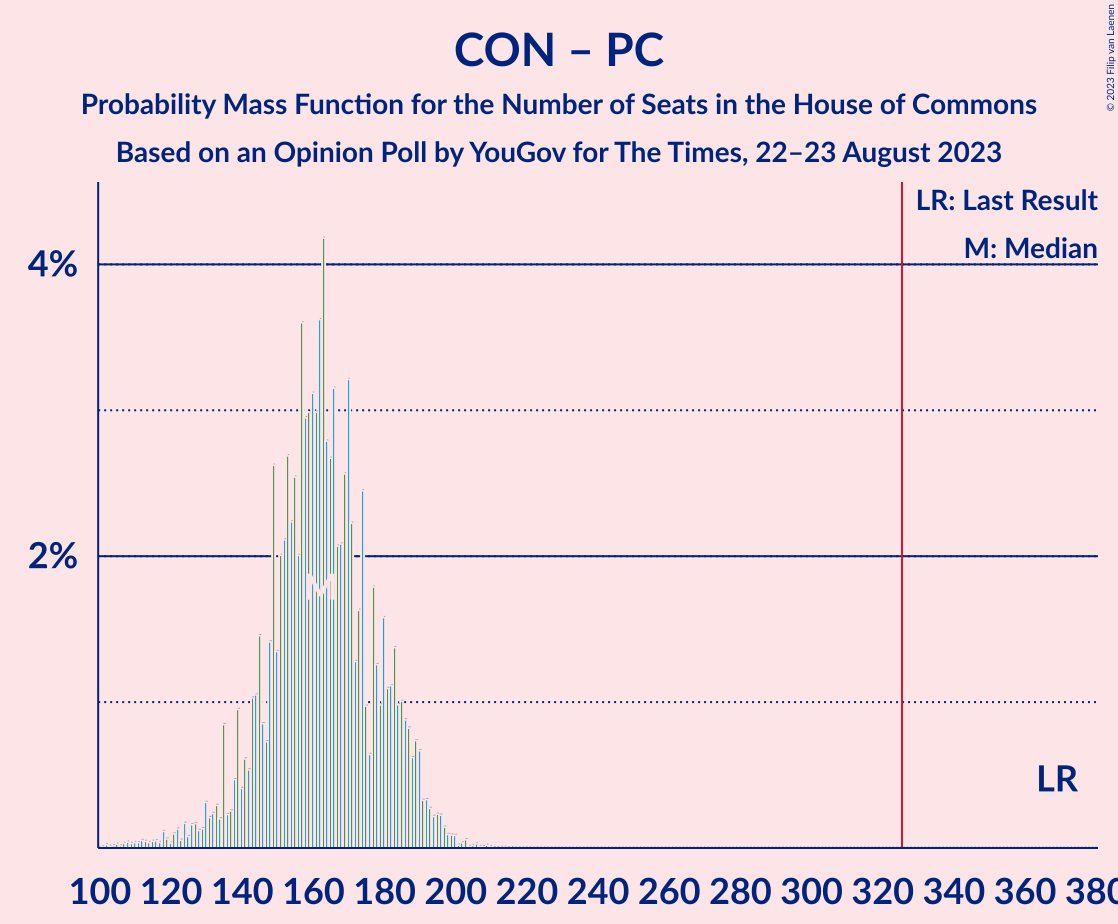 CON – PC
Probability Mass Function for the Number of Seats in the House of Commons
Based on an Opinion Poll by YouGov for The Times, 22–23 August 2023
© 2023 Filip van Laenen
LR: Last Result
M: Median
4%
2%
M
LR
100 120 140 160 180 200 220 240 260 280 300 320 340 360 380